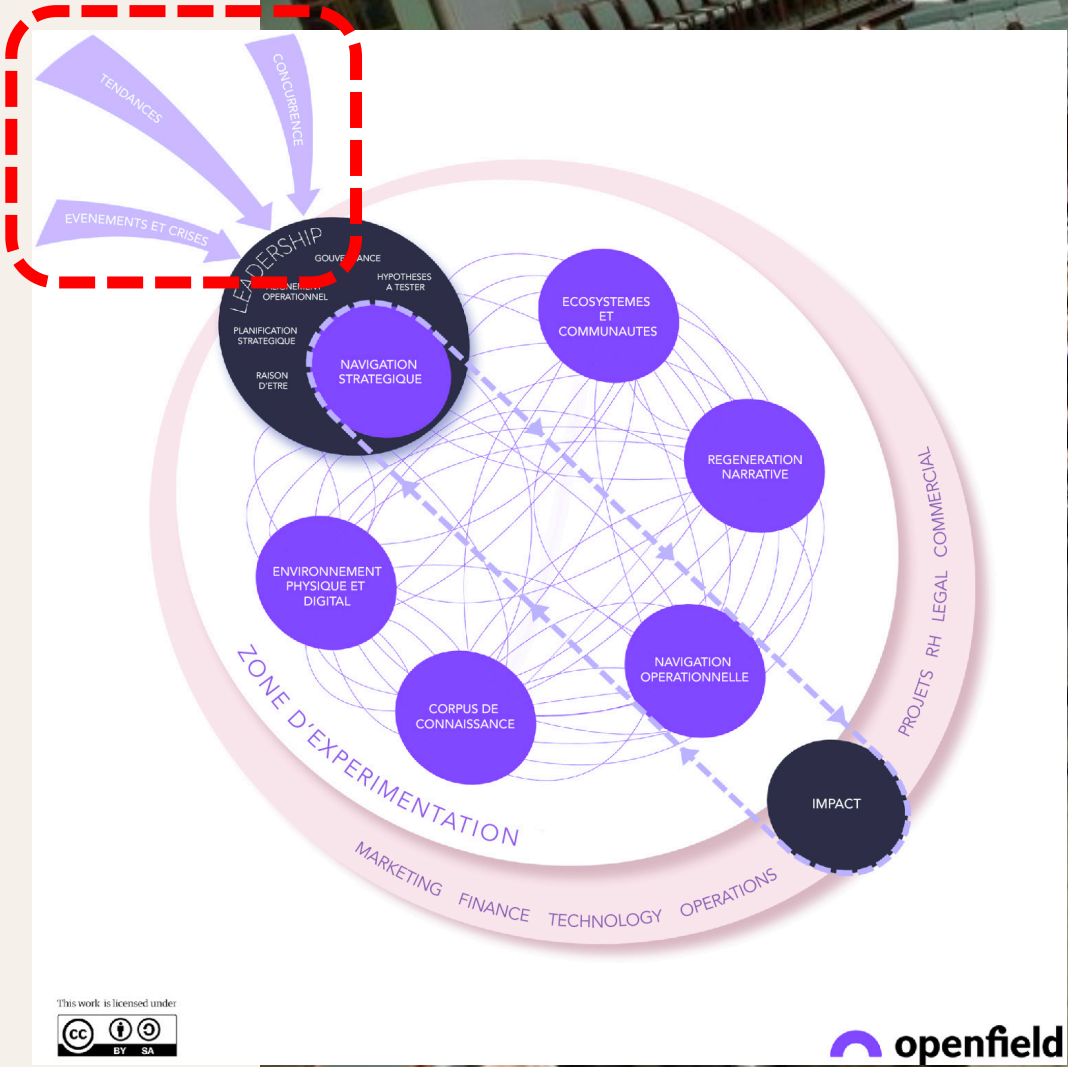 TENDANCES
CONCURRENCE
EVENEMENTS ET CRISES
LEADERSHIP
GOUVERNANCE
HYPOTHESES
A TESTER
ALIGNEMENT
OPERATIONNEL
PLANIFICATION
STRATEGIQUE
RAISON
D'ETRE
NAVIGATION
STRATEGIQUE
ECOSYSTEMES
ET
COMMUNAUTES
REGENERATION
NARRATIVE
ENVIRONNEMENT
PHYSIQUE ET
DIGITAL
NAVIGATION
OPERATIONNELLE
CORPUS DE
CONNAISSANCE
ZONE D'EXPERIMENTATION
IMPACT
MARKETING FINANCE TECHNOLOGY OPERATIONS
PROJETS RH LEGAL COMMERCIAL
This work is licensed under
cc
BY SA
openfield